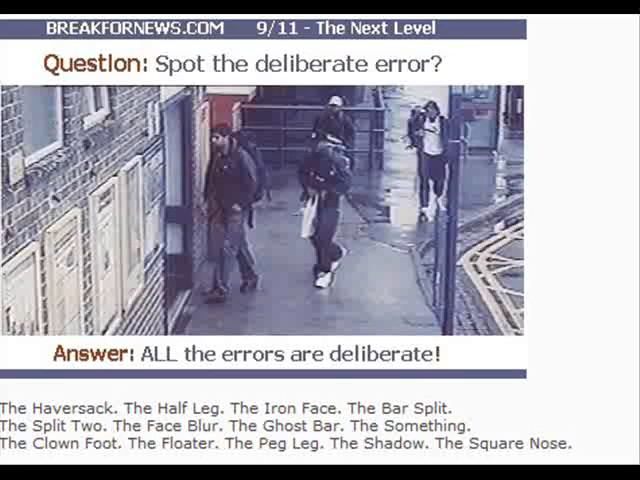 BREAKFORNEWS.COM 9/11 - The Next Level
Question: Spot the deliberate error?
Answer: ALL the errors are deliberate!
The Haversack. The Half Leg. The Iron Face. The Bar Split.
The Split Two. The Face Blur. The Ghost Bar. The Something.
The Clown Foot. The Floater. The Peg Leg. The Shadow. The Square Nose.